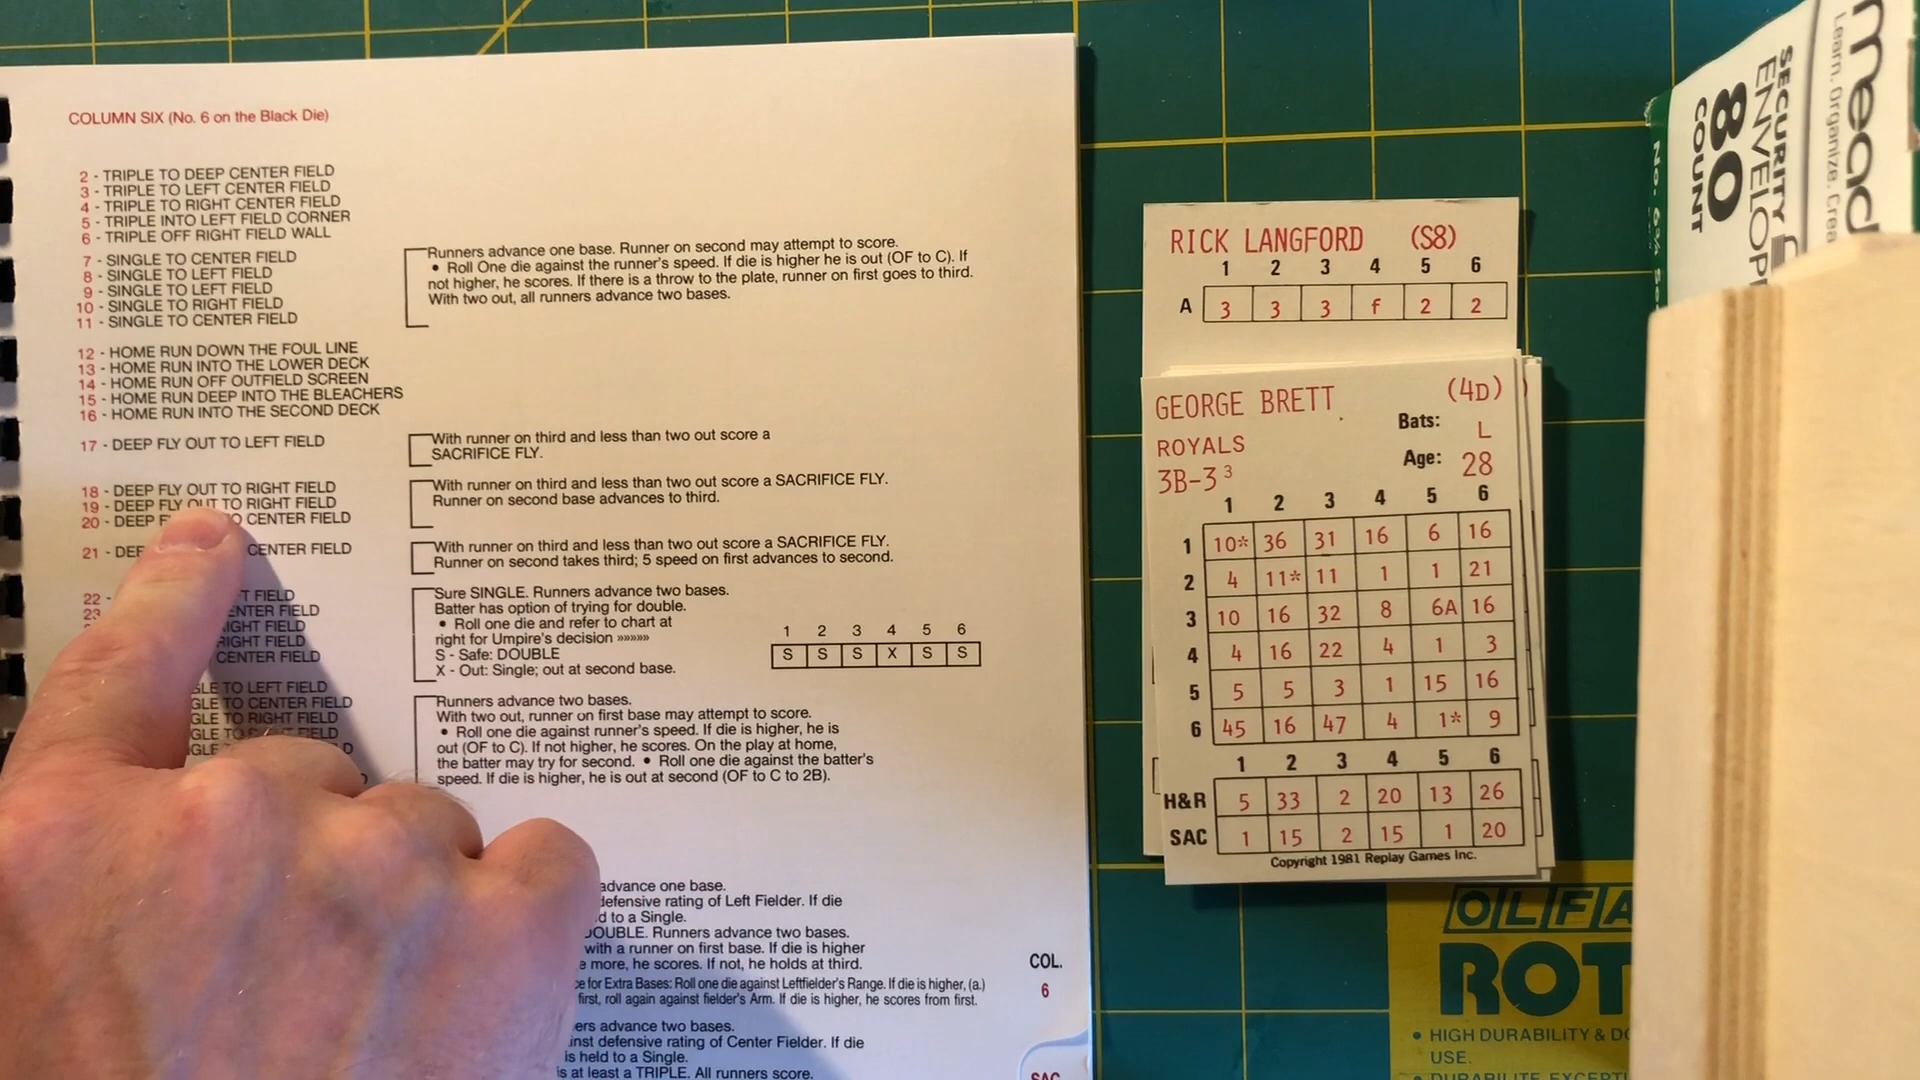 COLUMN SIX (No. 6 on the Black Die)
2 - TRIPLE TO DEEP CENTER FIELD
3 - TRIPLE TO LEFT CENTER FIELD
4 - TRIPLE TO RIGHT CENTER FIELD
5 - TRIPLE INTO LEFT FIELD CORNER
6 - TRIPLE OFF RIGHT FIELD WALL
7 - SINGLE TO CENTER FIELD
8 - SINGLE TO LEFT FIELD
9 - SINGLE TO LEFT FIELD
10 - SINGLE TO RIGHT FIELD
11 - SINGLE TO CENTER FIELD
Runners advance one base. Runner on second may attempt to score.
• Roll One die against the runner's speed. If die is higher he is out (OF to C). If
not higher, he scores. If there is a throw to the plate, runner on first goes to third.
With two out, all runners advance two bases.
12 - HOME RUN DOWN THE FOUL LINE
13 - HOME RUN INTO THE LOWER DECK
14 - HOME RUN OFF OUTFIELD SCREEN
15 - HOME RUN DEEP INTO THE BLEACHERS
16 - HOME RUN INTO THE SECOND DECK
17 - DEEP FLY OUT TO LEFT FIELD
With runner on third and less than two out score a
SACRIFICE FLY.
18 - DEEP FLY OUT TO RIGHT FIELD
19 - DEEP FLY OUT TO RIGHT FIELD
20 - DEEP F O CENTER FIELD
With runner on third and less than two out score a SACRIFICE FLY.
Runner on second base advances to third.
21 - DEE CENTER FIELD
With runner on third and less than two out score a SACRIFICE FLY.
Runner on second takes third; 5 speed on first advances to second.
22 - T FIELD
23 ENTER FIELD
IGHT FIELD
RIGHT FIELD
CENTER FIELD
Sure SINGLE. Runners advance two bases.
Batter has option of trying for double.
• Roll one die and refer to chart at
right for Umpire's decision »»»»»
S - Safe: DOUBLE
X - Out: Single; out at second base.
1 2 3 4 5 6
S S S X S S
GLE TO LEFT FIELD
GLE TO CENTER FIELD
GLE TO RIGHT FIELD
GLE TO FIELD
GLE D
Runners advance two bases.
With two out, runner on first base may attempt to score.
• Roll one die against runner's speed. If die is higher, he is
out (OF to C). If not higher, he scores. On the play at home,
the batter may try for second. • Roll one die against the batter's
speed. If die is higher, he is out at second (OF to C to 2B).
advance one base.
defensive rating of Left Fielder. If die
d to a Single.
DOUBLE. Runners advance two bases.
with a runner on first base. If die is higher
e more, he scores. If not, he holds at third.
ce for Extra Bases: Roll one die against Leftfielder's Range. If die is higher, (a.)
first, roll again against fielder's Arm. If die is higher, he scores from first.
ers advance two bases.
inst defensive rating of Center Fielder. If die
is held to a Single.
is at least a TRIPLE. All runners score.
COL.
6
SAC
RICK LANGFORD (S8)
1 2 3 4 5 6
A 3 3 3 f 2 2
GEORGE BRETT (4D)
ROYALS Bats: L
3B-3³ Age: 28
1 2 3 4 5 6
1 10* 36 31 16 6 16
2 4 11* 11 1 1 21
3 10 16 32 8 6A 16
4 4 16 22 4 1 3
5 5 5 3 1 15 16
6 45 16 47 4 1* 9
1 2 3 4 5 6
H&R 5 33 2 20 13 26
SAC 1 15 2 15 1 20
Copyright 1981 Replay Games Inc.
mead
Learn. Organize. Crea
SECURITY
ENVELOP
80
COUNT
No. 6¾
OLFA
ROT
• HIGH DURABILITY & D
USE.